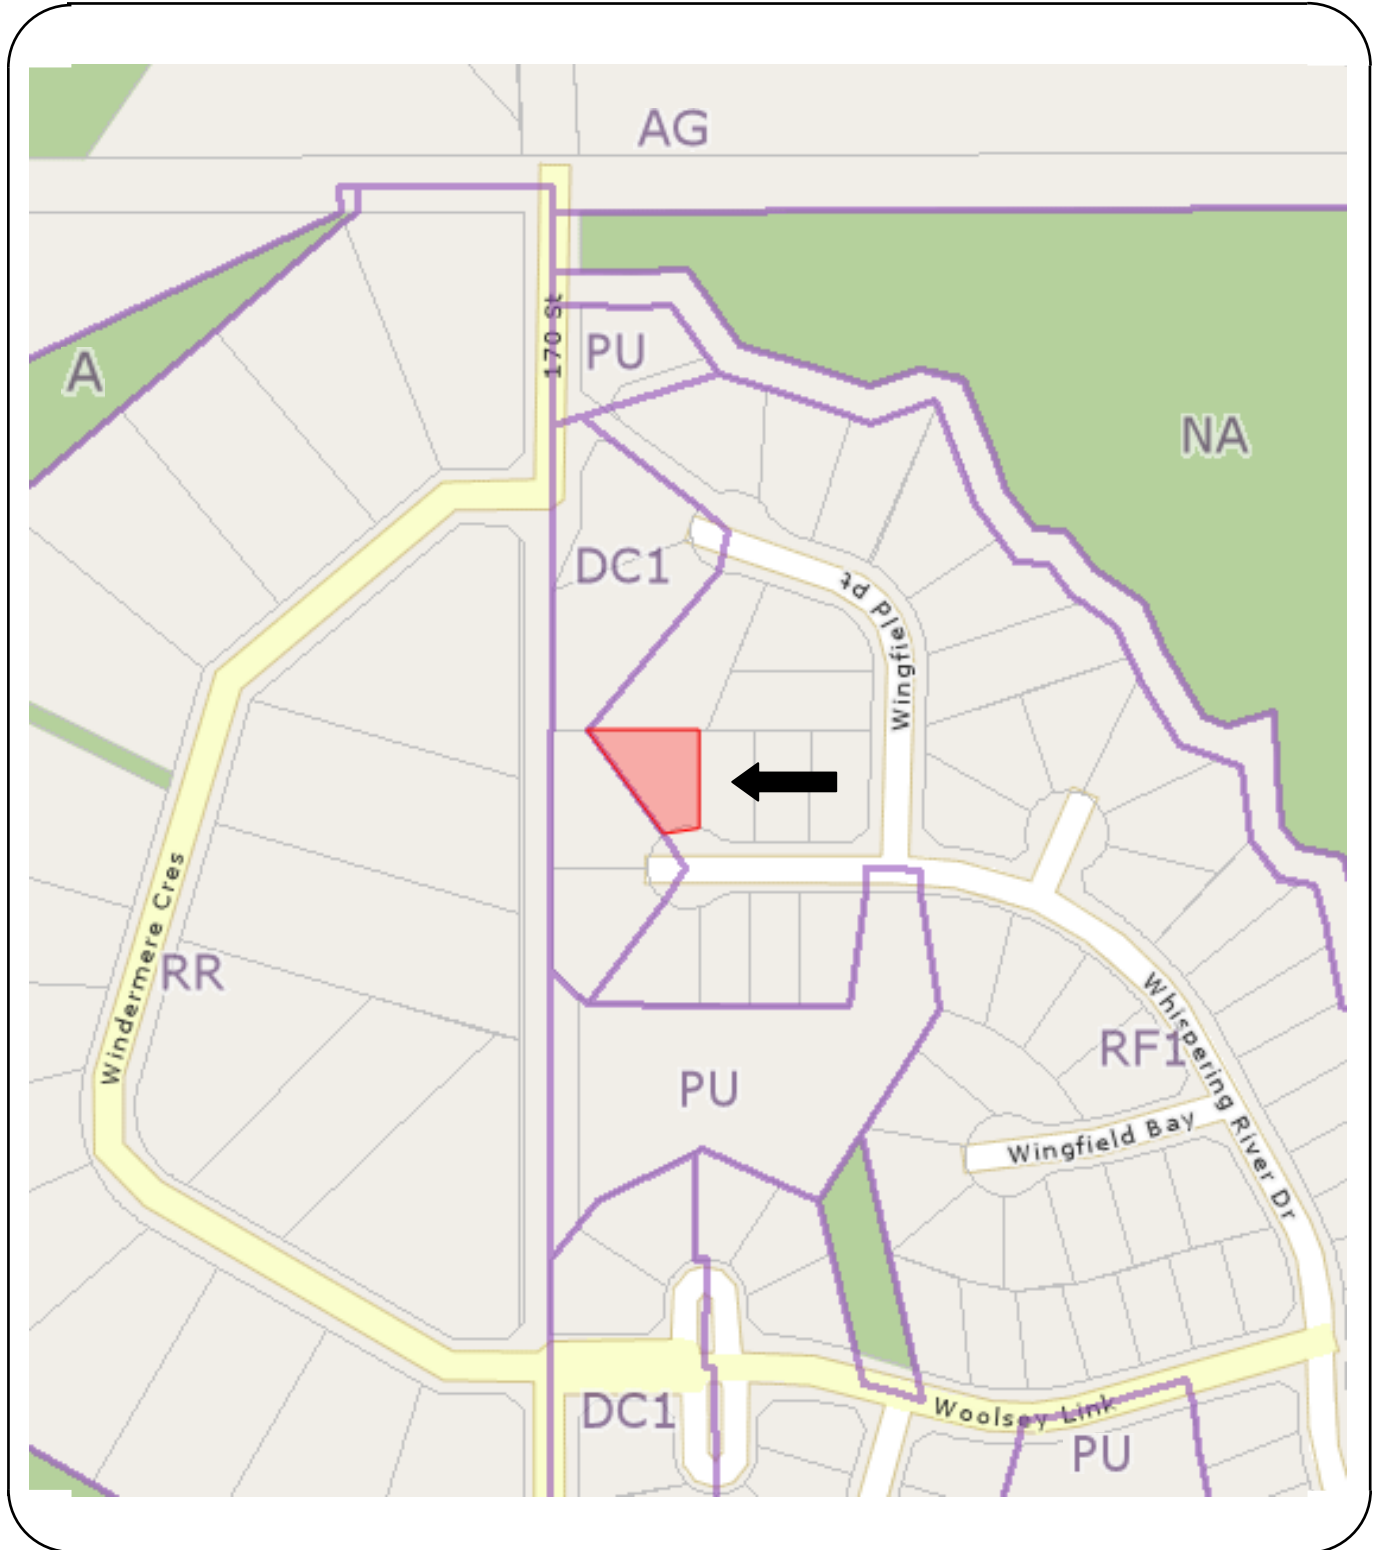 AG
170 St
PU
A
NA
DC1
Wingfield pt
Windermere Cres
RR
Whispering River Dr
RF1
PU
Wingfield Bay
DC1
Woolsey Link
PU